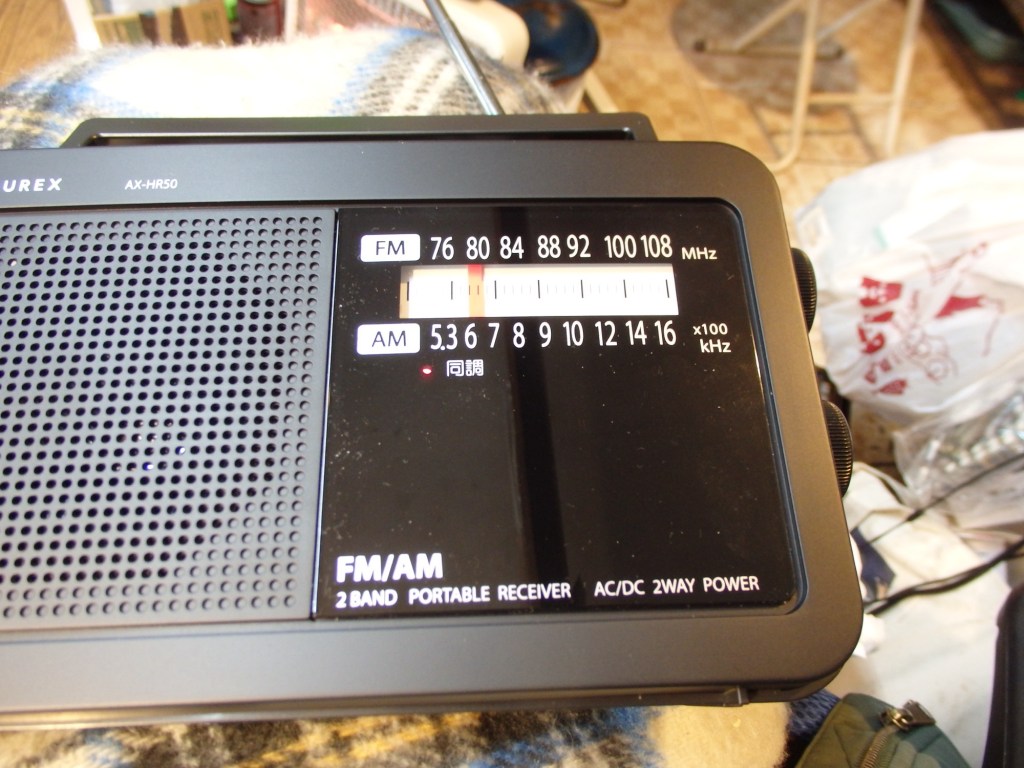 UREX AX-HR50
FM 76 80 84 88 92 100 108 MHz
AM 5.3 6 7 8 9 10 12 14 16 x100 kHz
同調
FM/AM
2 BAND PORTABLE RECEIVER AC/DC 2WAY POWER